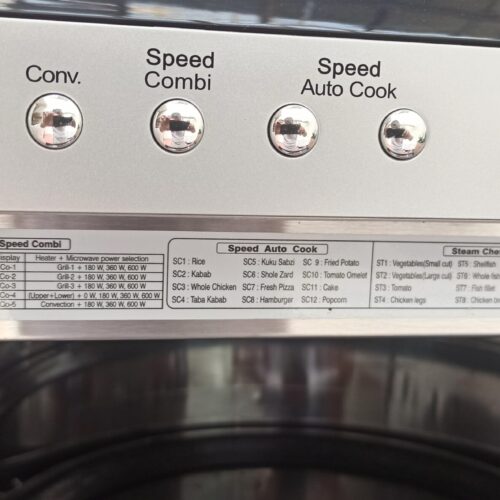 Conv.
Speed
Combi
Speed
Auto Cook
Speed Combi
Display Heater + Microwave power selection
Co-1 Grill-1 + 180 W, 360 W, 600 W
Co-2 Grill-2 + 180 W, 360 W, 600 W
Co-3 Grill-3 + 180 W, 360 W, 600 W
Co-4 (Upper+Lower) + 0 W, 180 W, 360 W, 600 W
Co-5 Convection + 180 W, 360 W, 600 W
Speed Auto Cook
SC1 : Rice SC5 : Kuku Sabzi SC 9 : Fried Potato
SC2 : Kabab SC6 : Shole Zard SC10 : Tomato Omelet
SC3 : Whole Chicken SC7 : Fresh Pizza SC11 : Cake
SC4 : Taba Kabab SC8 : Hamburger SC12 : Popcorn
Steam Che
ST1 : Vegetables(Small cut) ST5 : Shellfish
ST2 : Vegetables(Large cut) ST6 : Whole fish
ST3 : Tomato ST7 : Fish fillet
ST4 : Chicken legs ST8 : Chicken